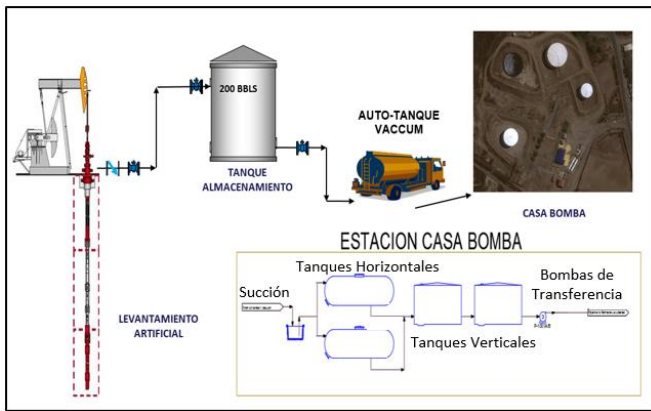 200 BBLS
TANQUE
ALMACENAMIENTO
AUTO-TANQUE
VACCUM
CASA BOMBA
LEVANTAMIENTO
ARTIFICIAL
ESTACION CASA BOMBA
Tanques Horizontales
Succión
Bombas de
Transferencia
Tanques Verticales